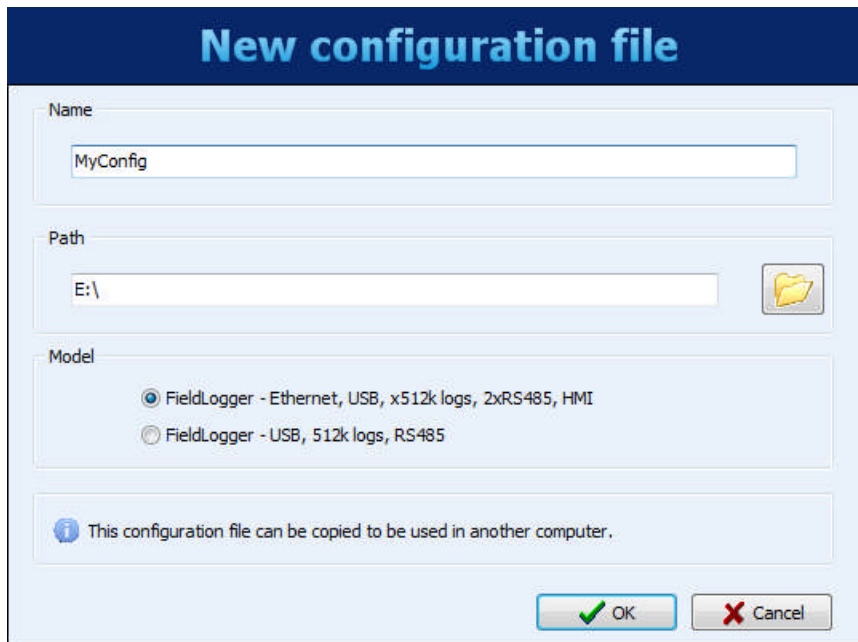 New configuration file
Name
MyConfig
Path
E:\
Model
FieldLogger - Ethernet, USB, x512k logs, 2xRS485, HMI
FieldLogger - USB, 512k logs, RS485
This configuration file can be copied to be used in another computer.
OK
Cancel